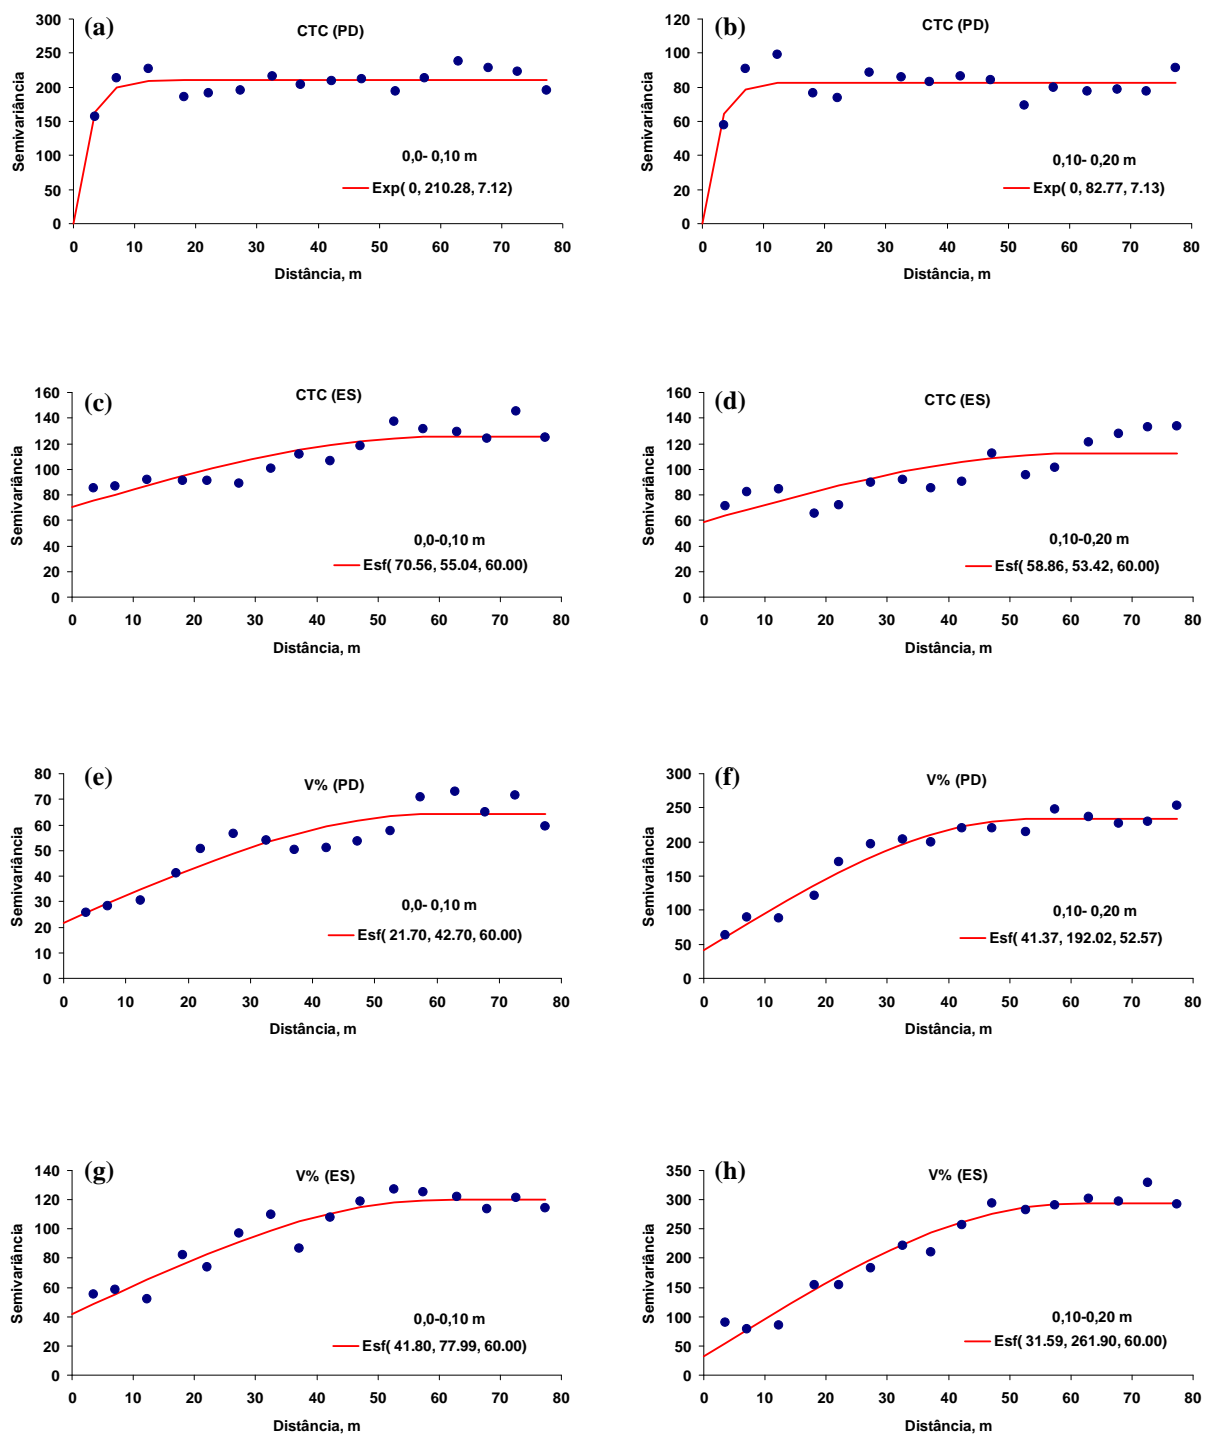 (a)
CTC (PD)
Semivariância
300
250
200
150
100
50
0
0 10 20 30 40 50 60 70 80
Distância, m
0,0- 0,10 m
Exp( 0, 210.28, 7.12)
(b)
CTC (PD)
Semivariância
120
100
80
60
40
20
0
0 10 20 30 40 50 60 70 80
Distância, m
0,10- 0,20 m
Exp( 0, 82.77, 7.13)
(c)
CTC (ES)
Semivariância
160
140
120
100
80
60
40
20
0
0 10 20 30 40 50 60 70 80
Distância, m
0,0-0,10 m
Esf( 70.56, 55.04, 60.00)
(d)
CTC (ES)
Semivariância
160
140
120
100
80
60
40
20
0
0 10 20 30 40 50 60 70 80
Distância, m
0,10-0,20 m
Esf( 58.86, 53.42, 60.00)
(e)
V% (PD)
Semivariância
80
70
60
50
40
30
20
10
0
0 10 20 30 40 50 60 70 80
Distância, m
0,0- 0,10 m
Esf( 21.70, 42.70, 60.00)
(f)
V% (PD)
Semivariância
300
250
200
150
100
50
0
0 10 20 30 40 50 60 70 80
Distância, m
0,10- 0,20 m
Esf( 41.37, 192.02, 52.57)
(g)
V% (ES)
Semivariância
140
120
100
80
60
40
20
0
0 10 20 30 40 50 60 70 80
Distância, m
0,0-0,10 m
Esf( 41.80, 77.99, 60.00)
(h)
V% (ES)
Semivariância
350
300
250
200
150
100
50
0
0 10 20 30 40 50 60 70 80
Distância, m
0,10-0,20 m
Esf( 31.59, 261.90, 60.00)